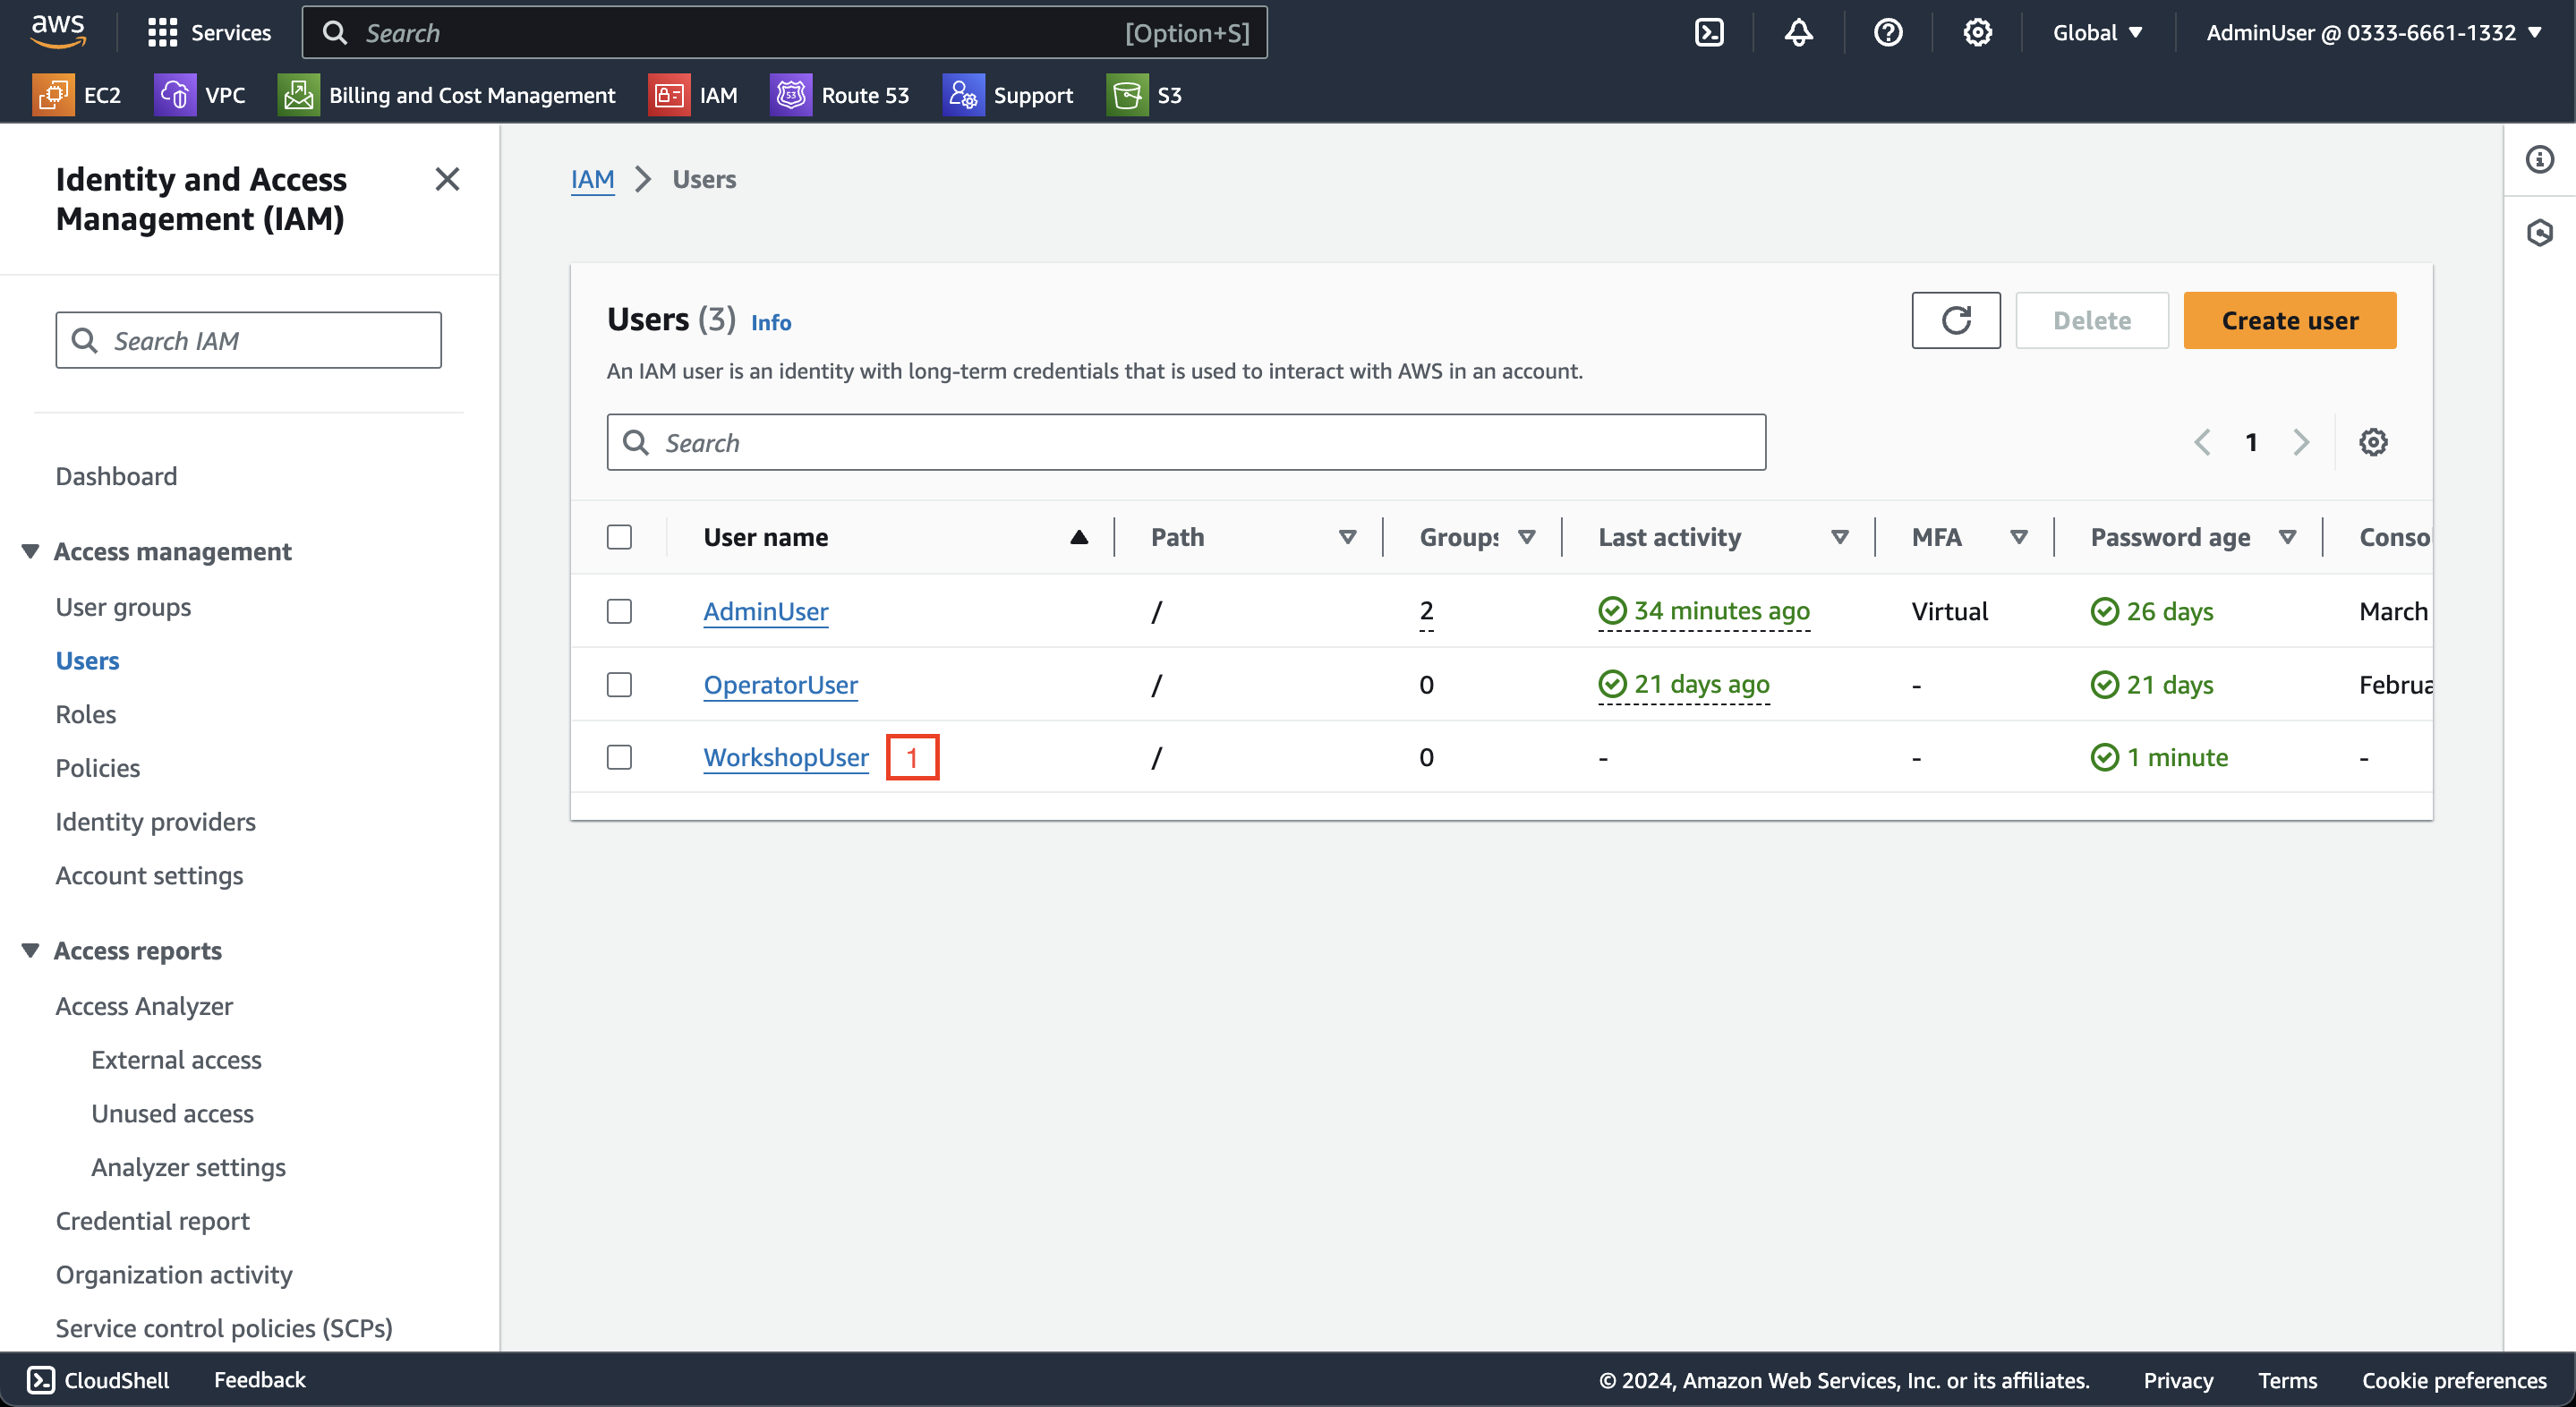 aws
Services
Search
[Option+S]
Global
AdminUser @ 0333-6661-1332
EC2
VPC
Billing and Cost Management
IAM
53
Route 53
Support
S3
Identity and Access
Management (IAM)
Search IAM
Dashboard
Access management
User groups
Users
Roles
Policies
Identity providers
Account settings
Access reports
Access Analyzer
External access
Unused access
Analyzer settings
Credential report
Organization activity
Service control policies (SCPs)
IAM
Users
Users (3) Info
Delete
Create user
An IAM user is an identity with long-term credentials that is used to interact with AWS in an account.
Search
1
User name Path Groups Last activity MFA Password age Conso
AdminUser / 2 34 minutes ago Virtual 26 days March
OperatorUser / 0 21 days ago - 21 days Februa
WorkshopUser 1 / 0 - - 1 minute -
CloudShell
Feedback
© 2024, Amazon Web Services, Inc. or its affiliates.
Privacy
Terms
Cookie preferences